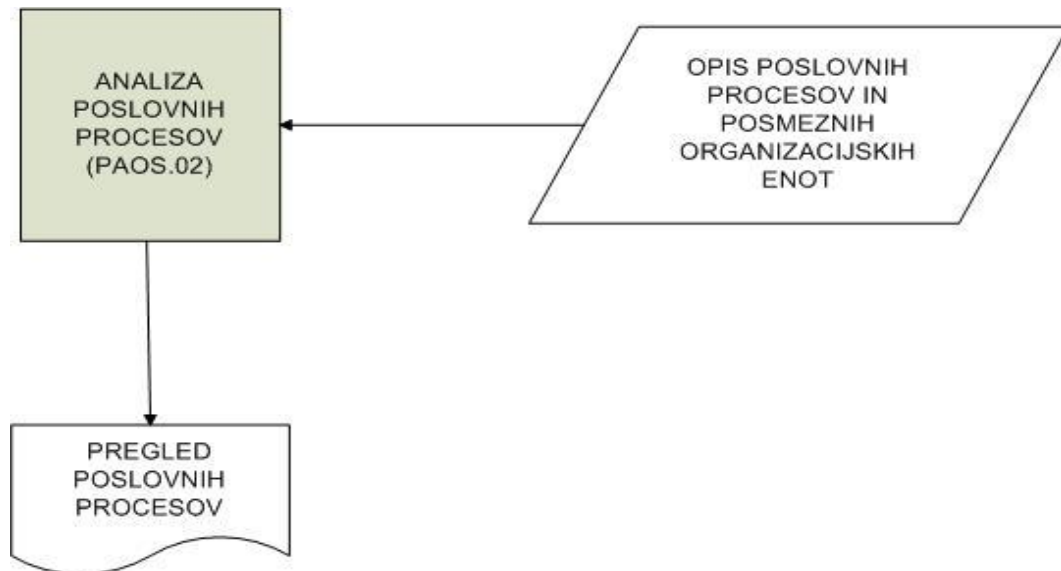 ANALIZA
POSLOVNIH
PROCESOV
(PAOS.02)
OPIS POSLOVNIH
PROCESOV IN
POSMEZNIH
ORGANIZACIJSKIH
ENOT
PREGLED
POSLOVNIH
PROCESOV